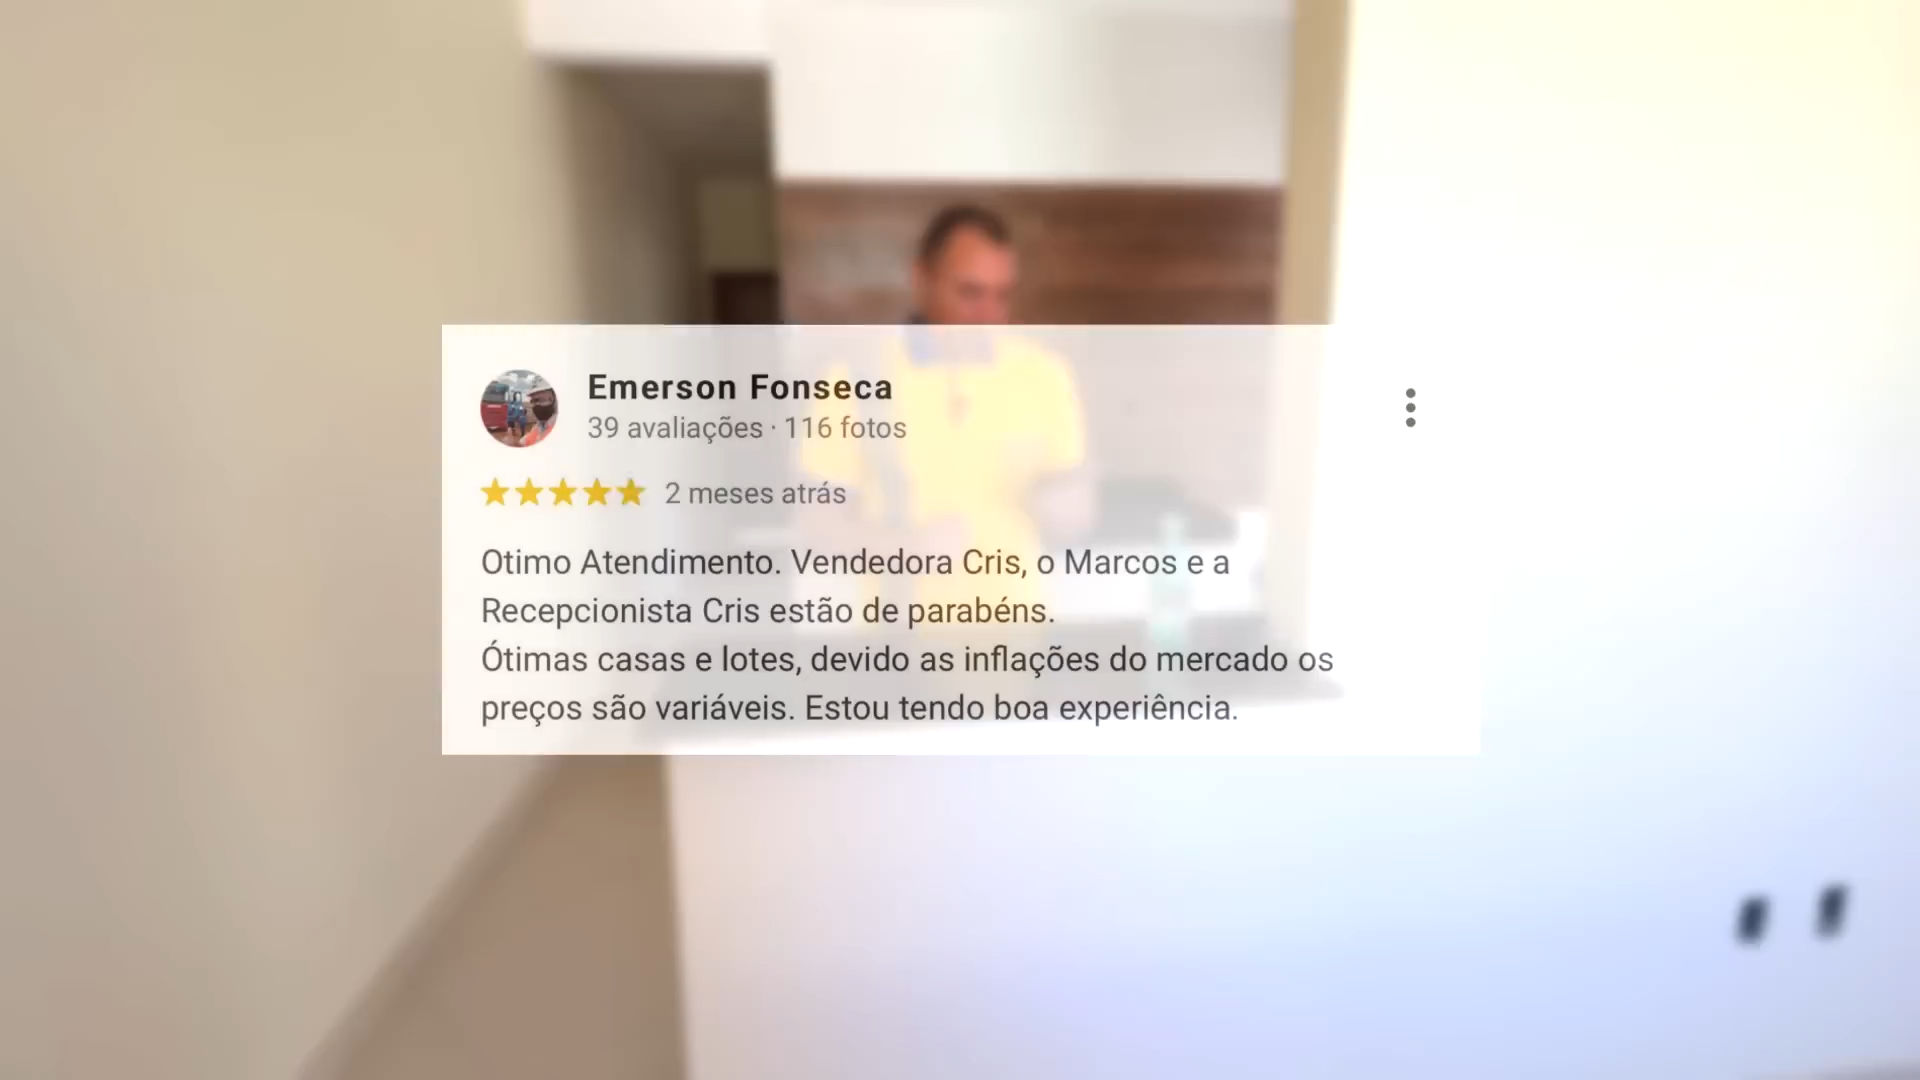 Emerson Fonseca
39 avaliações · 116 fotos
2 meses atrás
Otimo Atendimento. Vendedora Cris, o Marcos e a
Recepcionista Cris estão de parabéns.
Ótimas casas e lotes, devido as inflações do mercado os
preços são variáveis. Estou tendo boa experiência.